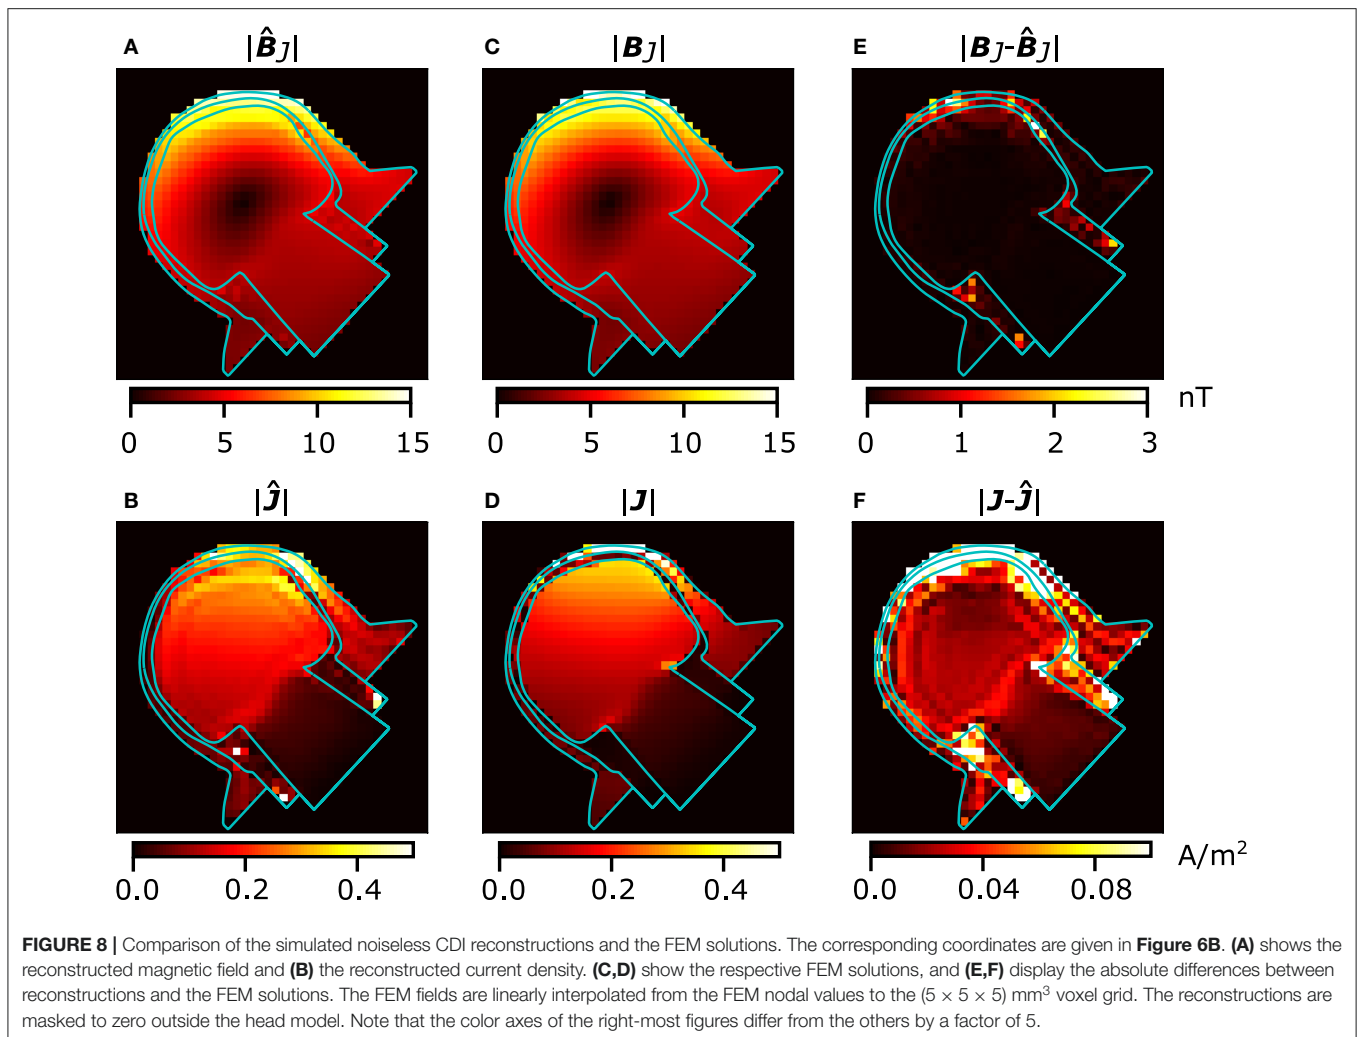 A |B̂_J| C |B_J| E |B_J-B̂_J|
0 5 10 15 0 5 10 15 0 1 2 3 nT
B |Ĵ| D |J| F |J-Ĵ|
0.0 0.2 0.4 0.0 0.2 0.4 0.0 0.04 0.08 A/m²
FIGURE 8 | Comparison of the simulated noiseless CDI reconstructions and the FEM solutions. The corresponding coordinates are given in Figure 6B. (A) shows the
reconstructed magnetic field and (B) the reconstructed current density. (C,D) show the respective FEM solutions, and (E,F) display the absolute differences between
reconstructions and the FEM solutions. The FEM fields are linearly interpolated from the FEM nodal values to the (5 × 5 × 5) mm³ voxel grid. The reconstructions are
masked to zero outside the head model. Note that the color axes of the right-most figures differ from the others by a factor of 5.